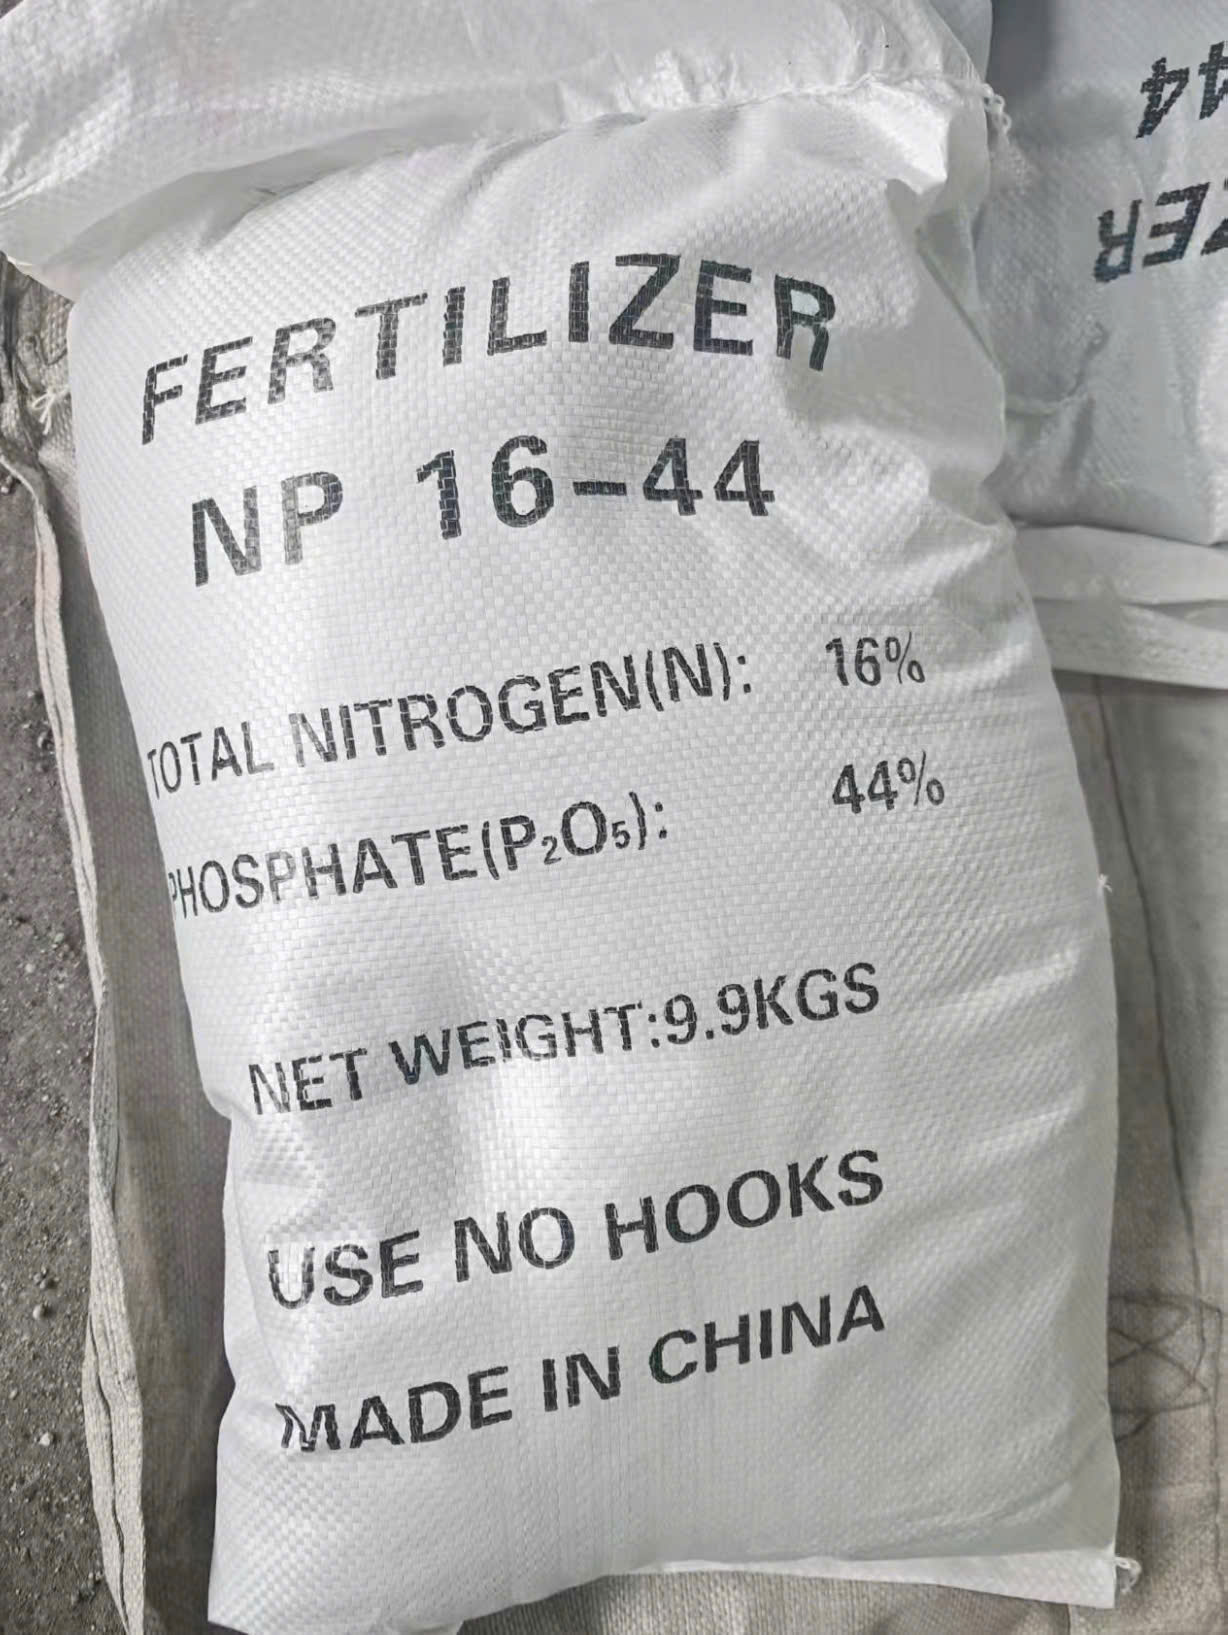 FERTILIZER
NP 16-44
TOTAL NITROGEN(N): 16%
PHOSPHATE(P₂O₅): 44%
NET WEIGHT:9.9KGS
USE NO HOOKS
MADE IN CHINA